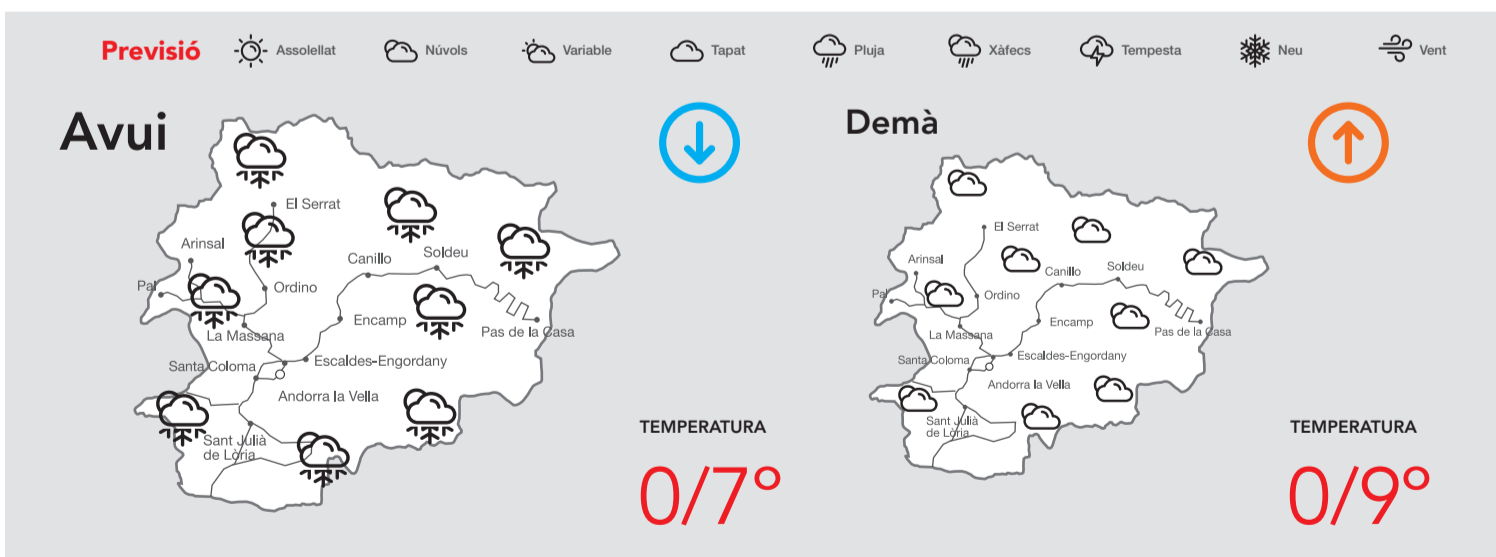 Previsió
Assolellat
Núvols
Variable
Tapat
Pluja
Xàfecs
Tempesta
Neu
Vent
Avui
El Serrat
Arinsal
Canillo
Soldeu
Pal
Ordino
Encamp
La Massana
Pas de la Casa
Santa Coloma
Escaldes-Engordany
Andorra la Vella
Sant Julià
de Lòria
TEMPERATURA
0/7°
Demà
El Serrat
Arinsal
Canillo
Soldeu
Pal
Ordino
Encamp
La Massana
Pas de la Casa
Santa Coloma
Escaldes-Engordany
Andorra la Vella
Sant Julià
de Lòria
TEMPERATURA
0/9°